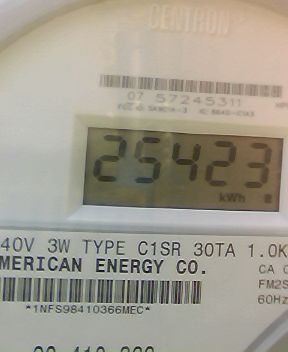 CENTRON
07 57245311
25423
kWh
40V 3W TYPE C1SR 30TA 1.0K
MERICAN ENERGY CO.
CA
FM2S
60Hz
*1NFS98410366MEC*